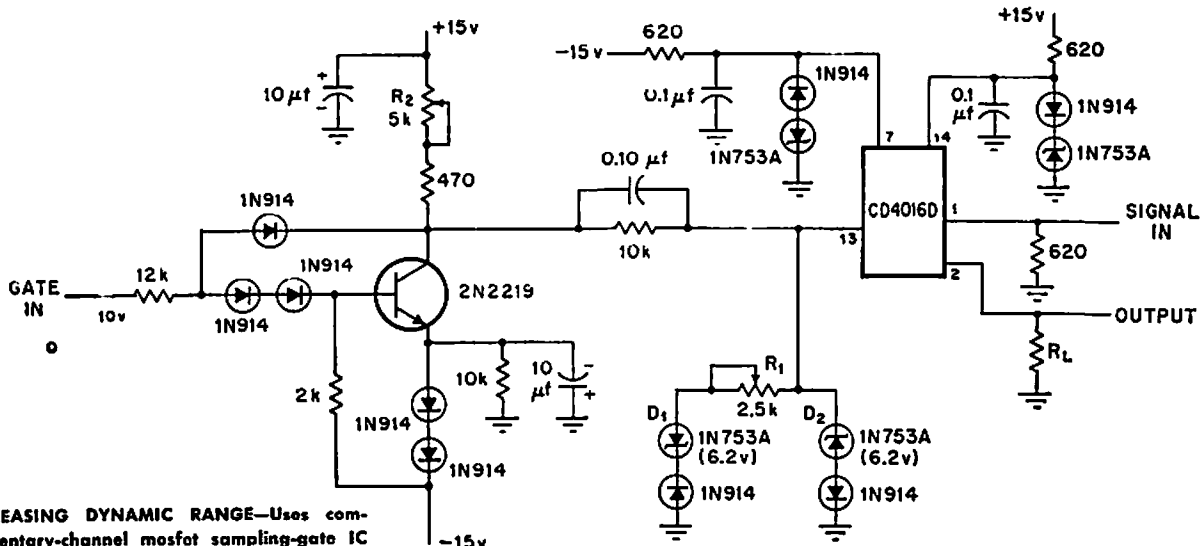 +15v
10 µf
+
-
R2
5k
470
1N914
12k
1N914
1N914
GATE
IN
10v
2N2219
2k
10k
10
µf
-
+
1N914
1N914
-15v
-15v
620
0.1µf
1N914
1N753A
0.10 µf
10k
+15v
620
0.1
µf
1N914
1N753A
7
14
CD4016D
13
1
2
SIGNAL
IN
620
OUTPUT
RL
R1
2.5k
D1
1N753A
(6.2v)
1N914
D2
1N753A
(6.2v)
1N914
EASING DYNAMIC RANGE—Uses com-
entary-channel mosfet sampling-gate IC